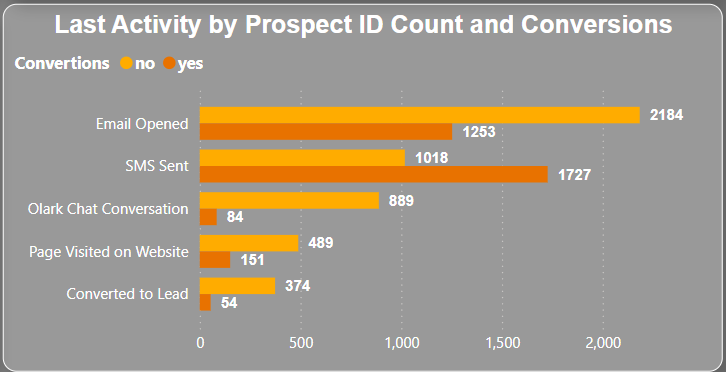 Last Activity by Prospect ID Count and Conversions
Convertions no yes
Email Opened 2184
1253
SMS Sent 1018
1727
Olark Chat Conversation 889
84
Page Visited on Website 489
151
Converted to Lead 374
54
0 500 1,000 1,500 2,000